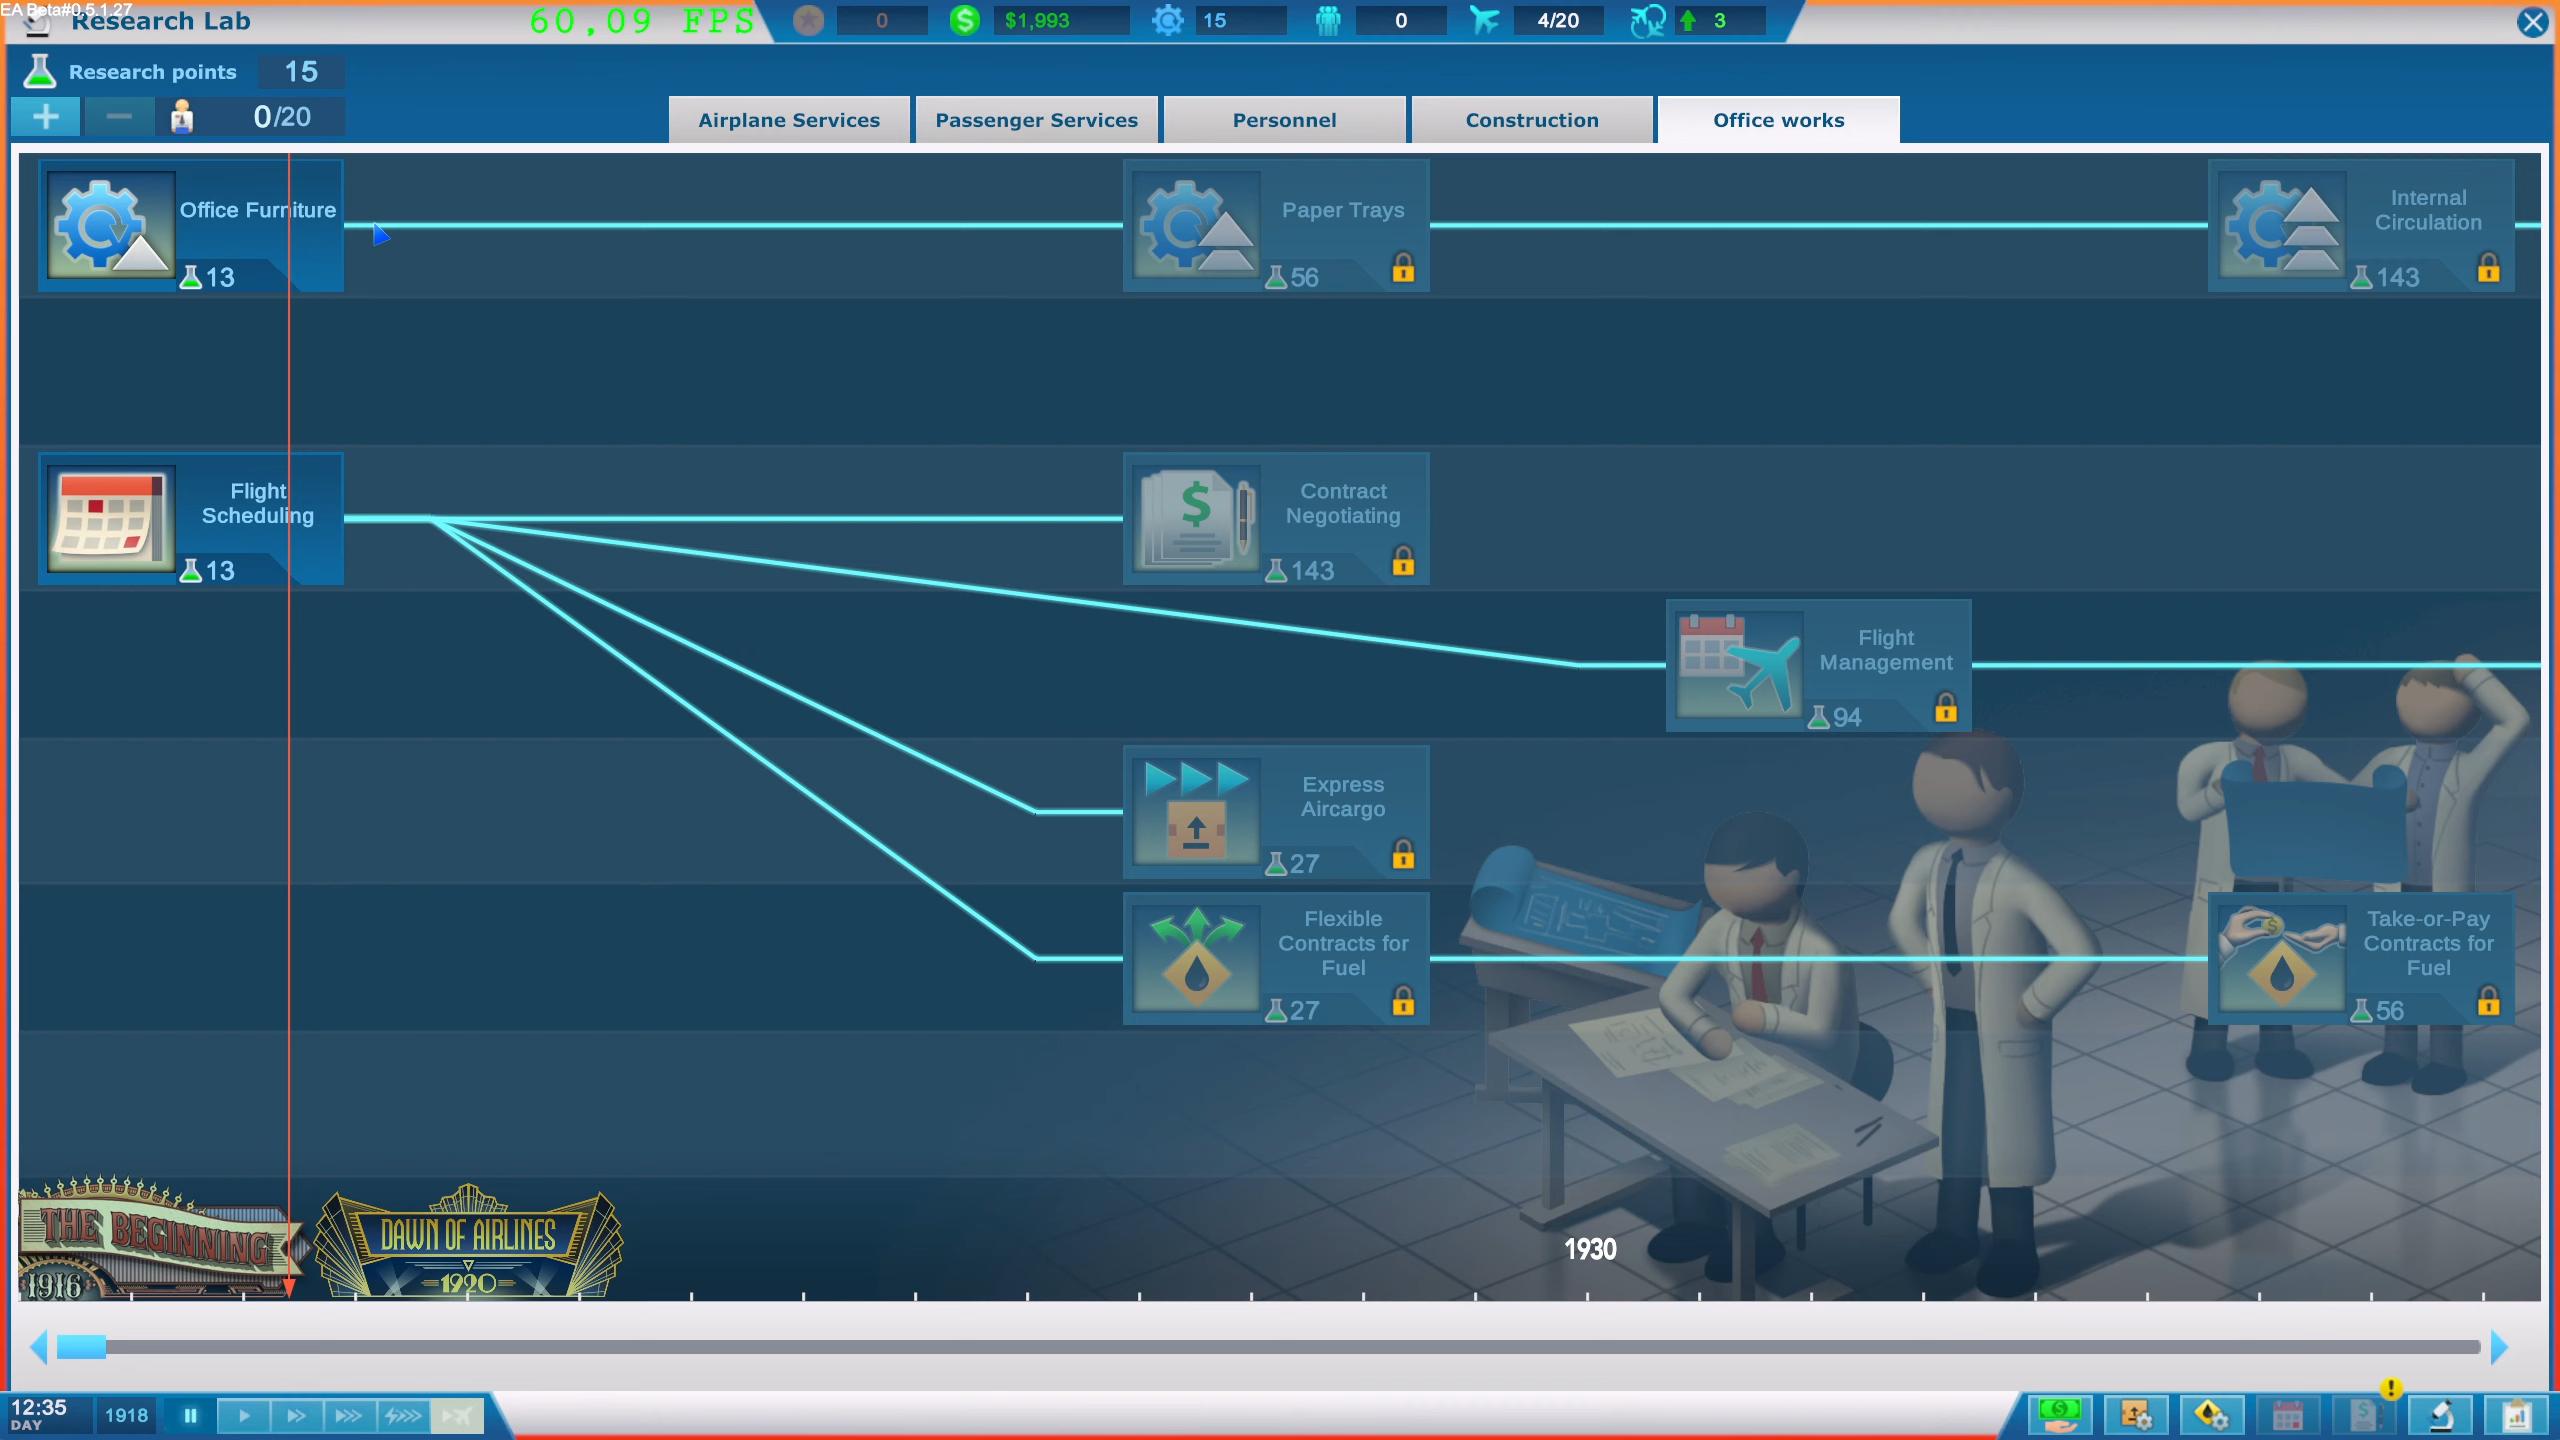 EA Beta#0.5.1.27
Research Lab
60,09 FPS
0
$1,993
15
0
4/20
3
Research points 15
0/20
Airplane Services
Passenger Services
Personnel
Construction
Office works
Office Furniture
13
Paper Trays
56
Internal
Circulation
143
Flight
Scheduling
13
Contract
Negotiating
143
Flight
Management
94
Express
Aircargo
27
Flexible
Contracts for
Fuel
27
Take-or-Pay
Contracts for
Fuel
56
THE BEGINNING
1916
DAWN OF AIRLINES
1920
1930
12:35
DAY
1918